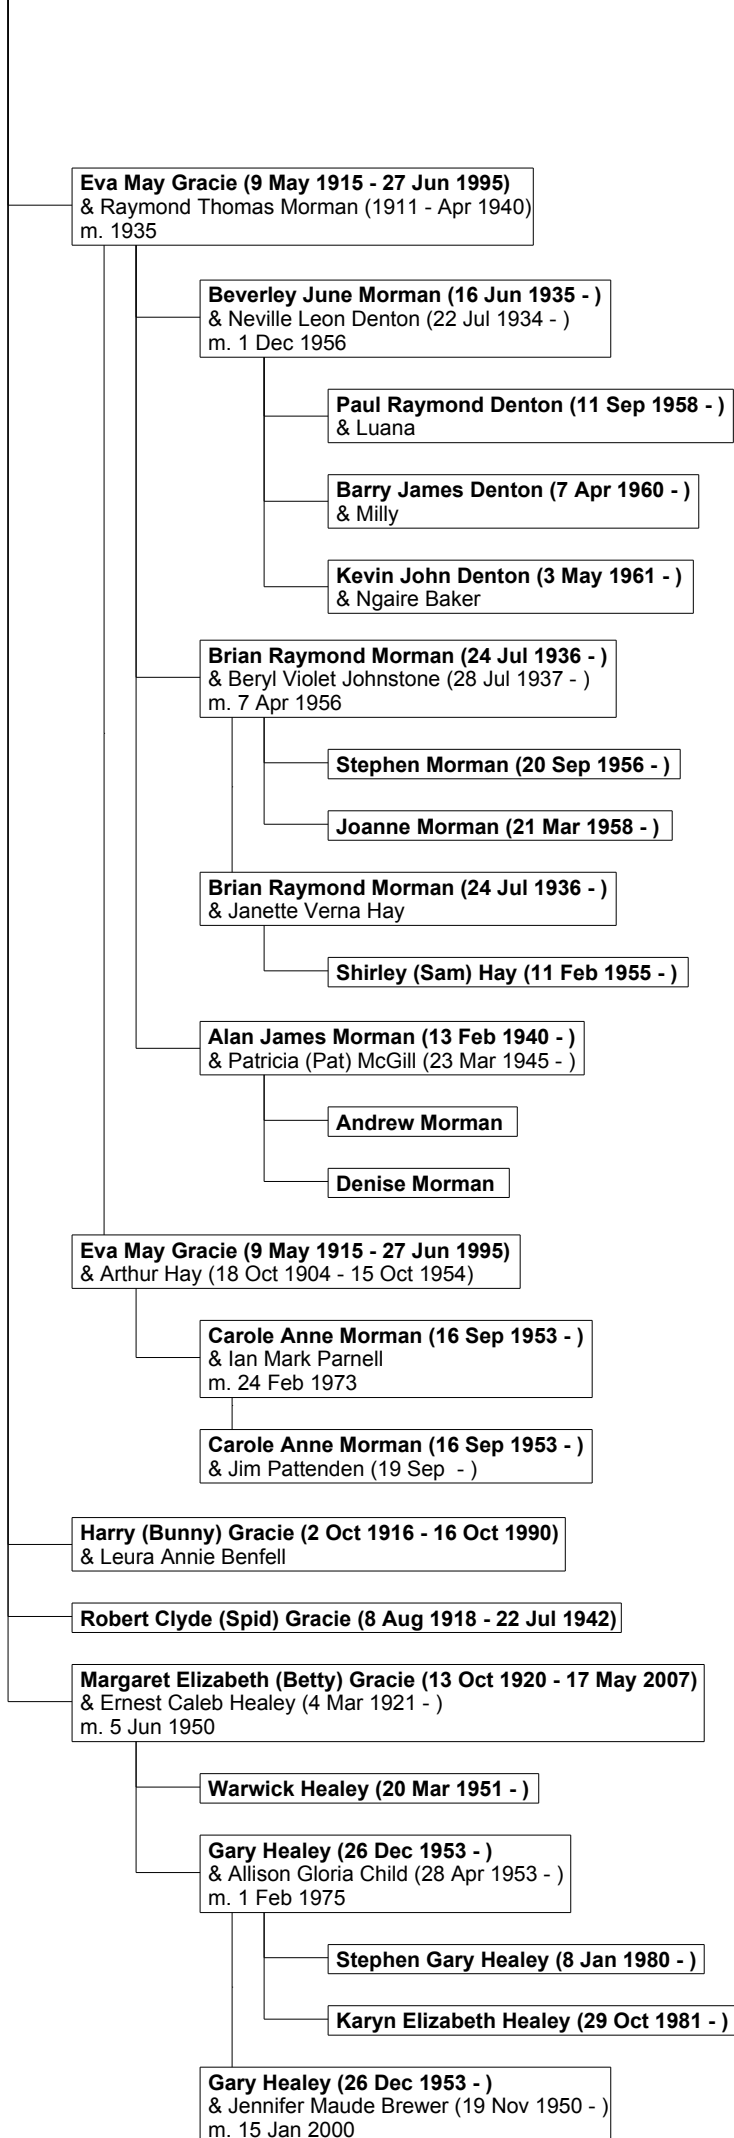 Eva May Gracie (9 May 1915 - 27 Jun 1995)
& Raymond Thomas Morman (1911 - Apr 1940)
m. 1935
Beverley June Morman (16 Jun 1935 - )
& Neville Leon Denton (22 Jul 1934 - )
m. 1 Dec 1956
Paul Raymond Denton (11 Sep 1958 - )
& Luana
Barry James Denton (7 Apr 1960 - )
& Milly
Kevin John Denton (3 May 1961 - )
& Ngaire Baker
Brian Raymond Morman (24 Jul 1936 - )
& Beryl Violet Johnstone (28 Jul 1937 - )
m. 7 Apr 1956
Stephen Morman (20 Sep 1956 - )
Joanne Morman (21 Mar 1958 - )
Brian Raymond Morman (24 Jul 1936 - )
& Janette Verna Hay
Shirley (Sam) Hay (11 Feb 1955 - )
Alan James Morman (13 Feb 1940 - )
& Patricia (Pat) McGill (23 Mar 1945 - )
Andrew Morman
Denise Morman
Eva May Gracie (9 May 1915 - 27 Jun 1995)
& Arthur Hay (18 Oct 1904 - 15 Oct 1954)
Carole Anne Morman (16 Sep 1953 - )
& Ian Mark Parnell
m. 24 Feb 1973
Carole Anne Morman (16 Sep 1953 - )
& Jim Pattenden (19 Sep  - )
Harry (Bunny) Gracie (2 Oct 1916 - 16 Oct 1990)
& Leura Annie Benfell
Robert Clyde (Spid) Gracie (8 Aug 1918 - 22 Jul 1942)
Margaret Elizabeth (Betty) Gracie (13 Oct 1920 - 17 May 2007)
& Ernest Caleb Healey (4 Mar 1921 - )
m. 5 Jun 1950
Warwick Healey (20 Mar 1951 - )
Gary Healey (26 Dec 1953 - )
& Allison Gloria Child (28 Apr 1953 - )
m. 1 Feb 1975
Stephen Gary Healey (8 Jan 1980 - )
Karyn Elizabeth Healey (29 Oct 1981 - )
Gary Healey (26 Dec 1953 - )
& Jennifer Maude Brewer (19 Nov 1950 - )
m. 15 Jan 2000